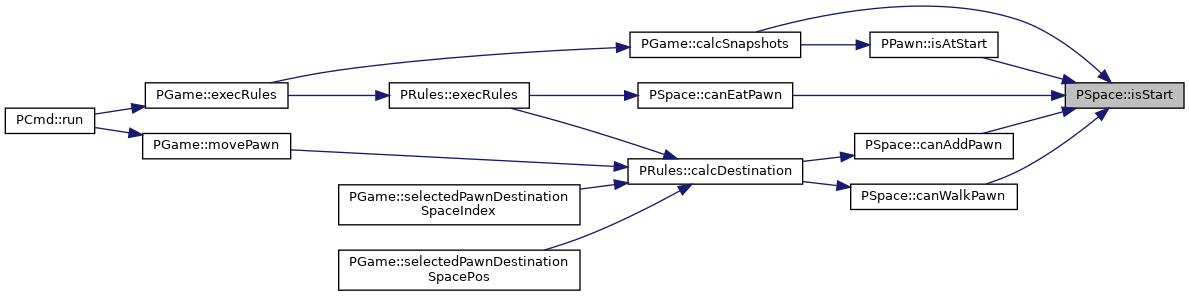 PGame::calcSnapshots
PPawn::isAtStart
PGame::execRules
PRules::execRules
PSpace::canEatPawn
PSpace::isStart
PCmd::run
PGame::movePawn
PSpace::canAddPawn
PRules::calcDestination
PGame::selectedPawnDestination
SpaceIndex
PSpace::canWalkPawn
PGame::selectedPawnDestination
SpacePos